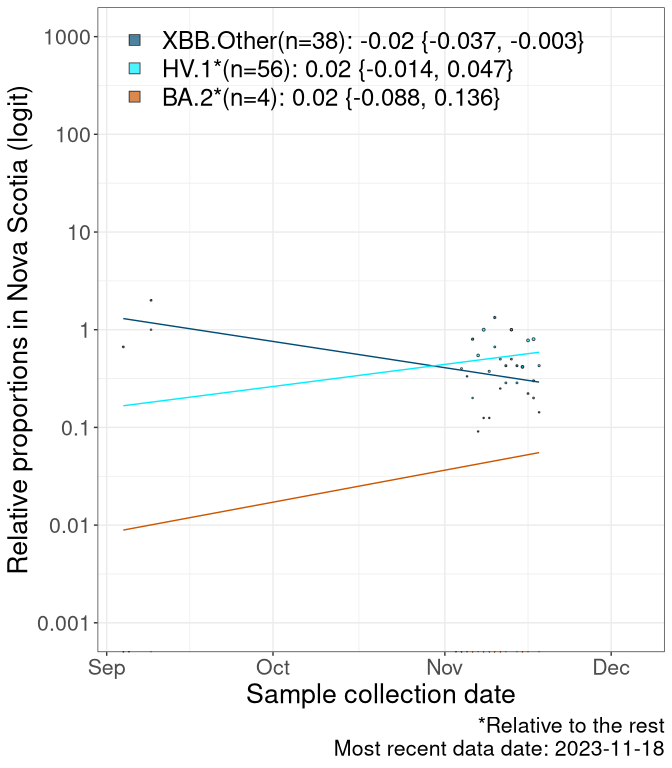 XBB.Other(n=38): -0.02 {-0.037, -0.003}
HV.1*(n=56): 0.02 {-0.014, 0.047}
BA.2*(n=4): 0.02 {-0.088, 0.136}
Relative proportions in Nova Scotia (logit)
1000
100
10
1
0.1
0.01
0.001
Sep Oct Nov Dec
Sample collection date
*Relative to the rest
Most recent data date: 2023-11-18